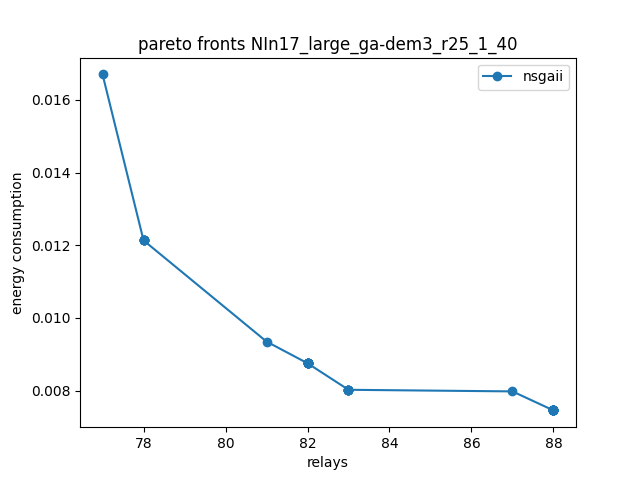 pareto fronts NIn17_large_ga-dem3_r25_1_40
nsgaii
0.016
0.014
0.012
0.010
0.008
energy consumption
78 80 82 84 86 88
relays